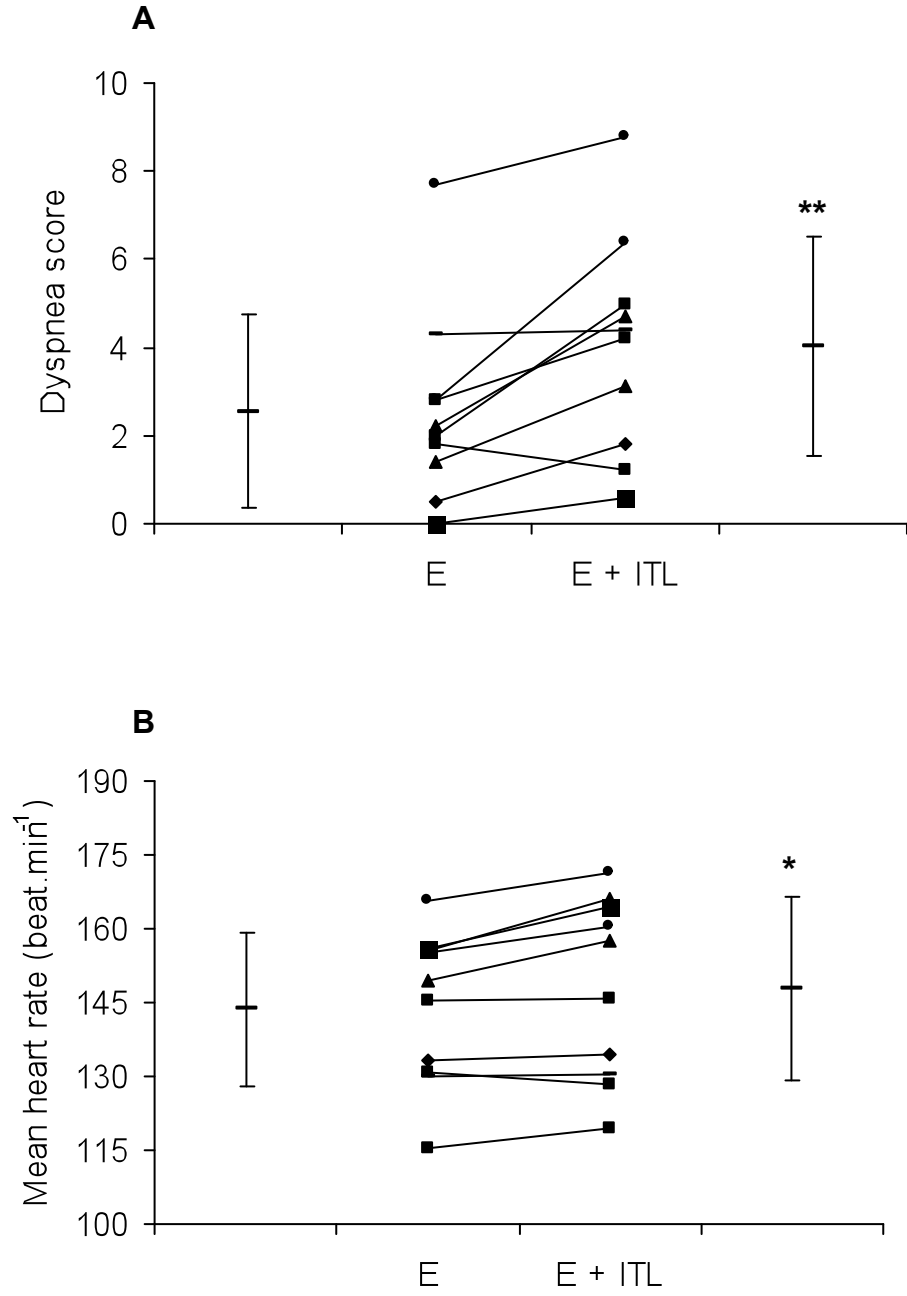 A
10
8
6
4
2
0
Dyspnea score
**
E
E + ITL
B
190
175
160
145
130
115
100
Mean heart rate (beat.min⁻¹)
*
E
E + ITL